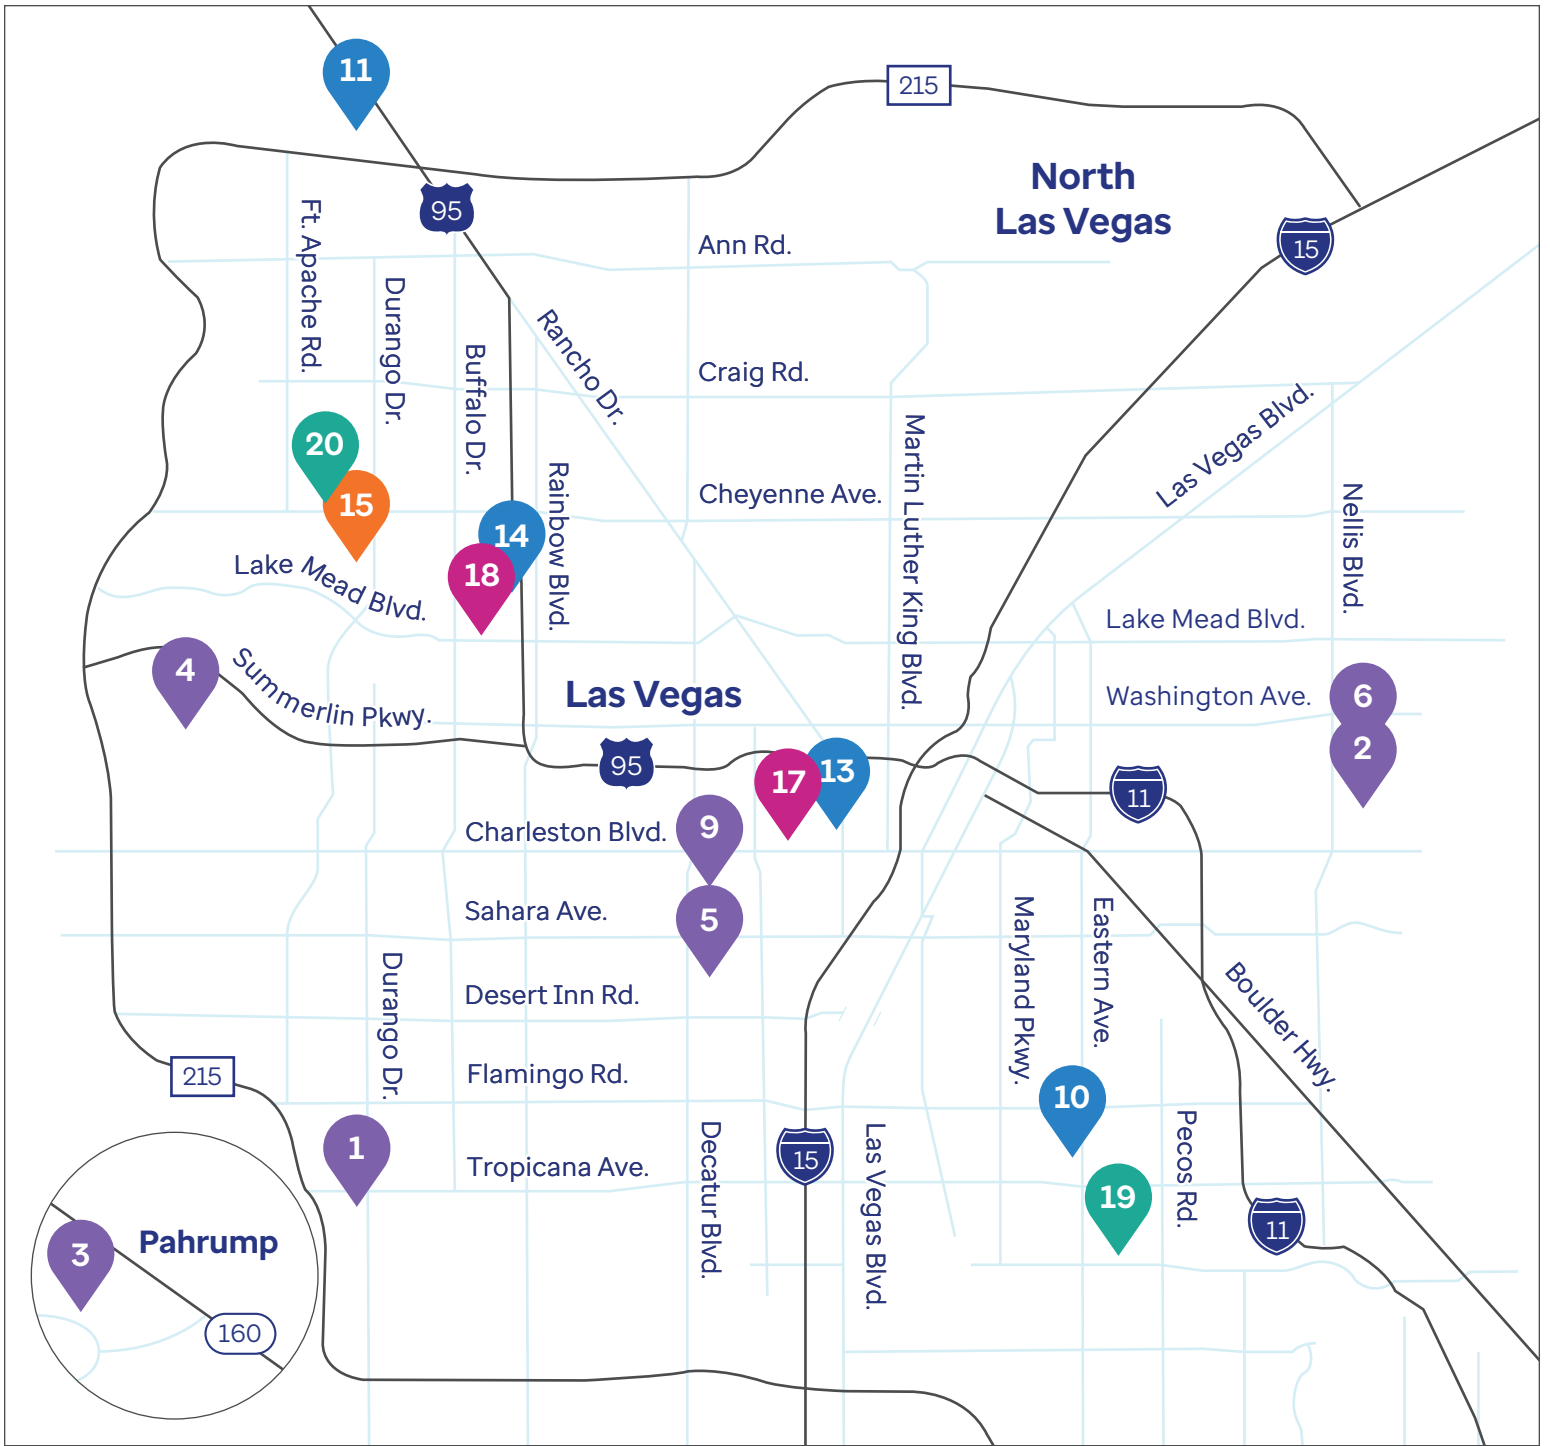 11
215
North
Las Vegas
95
15
Ft. Apache Rd.
Ann Rd.
Durango Dr.
Rancho Dr.
Buffalo Dr.
Craig Rd.
Las Vegas Blvd.
20
15
Martin Luther King Blvd.
Rainbow Blvd.
Cheyenne Ave.
Nellis Blvd.
14
18
Lake Mead Blvd.
Lake Mead Blvd.
4
Summerlin Pkwy.
Las Vegas
Washington Ave.
6
2
95
17
13
11
Charleston Blvd.
9
Sahara Ave.
5
Maryland Pkwy.
Eastern Ave.
Durango Dr.
Desert Inn Rd.
Boulder Hwy.
215
Flamingo Rd.
10
1
Tropicana Ave.
Decatur Blvd.
15
Las Vegas Blvd.
19
Pecos Rd.
11
3
Pahrump
160